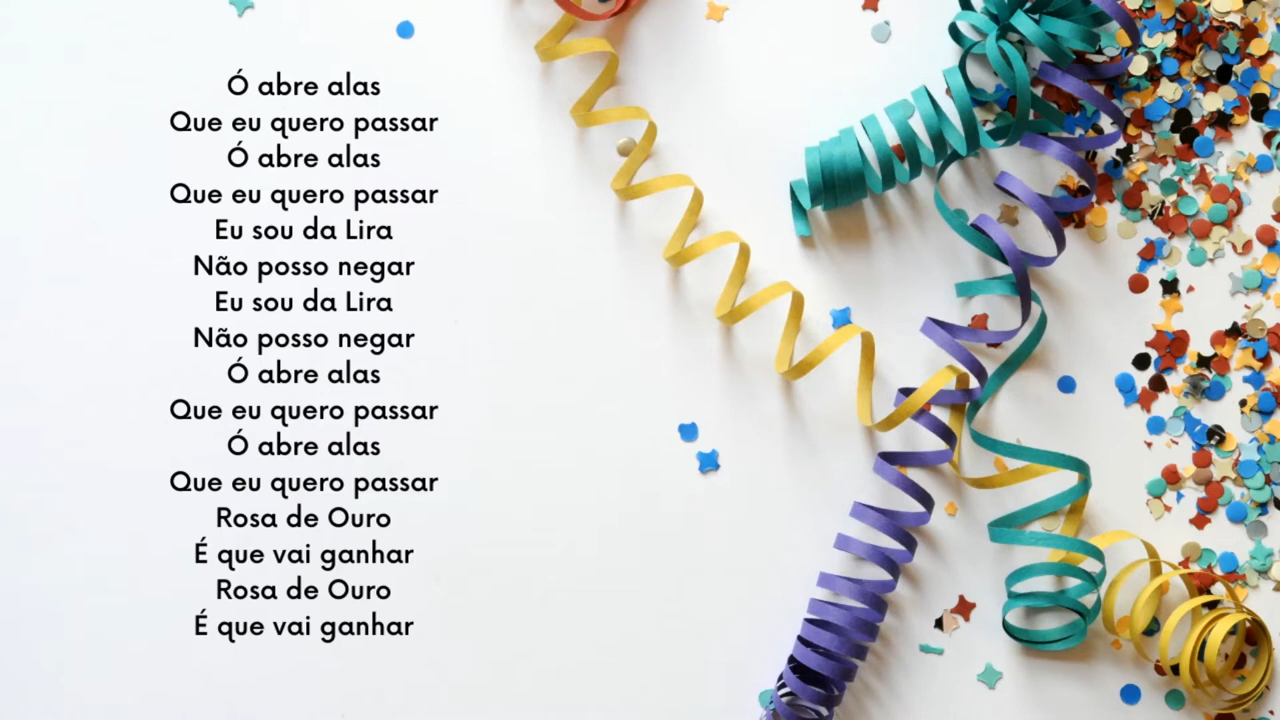 Ó abre alas
Que eu quero passar
Ó abre alas
Que eu quero passar
Eu sou da Lira
Não posso negar
Eu sou da Lira
Não posso negar
Ó abre alas
Que eu quero passar
Ó abre alas
Que eu quero passar
Rosa de Ouro
É que vai ganhar
Rosa de Ouro
É que vai ganhar